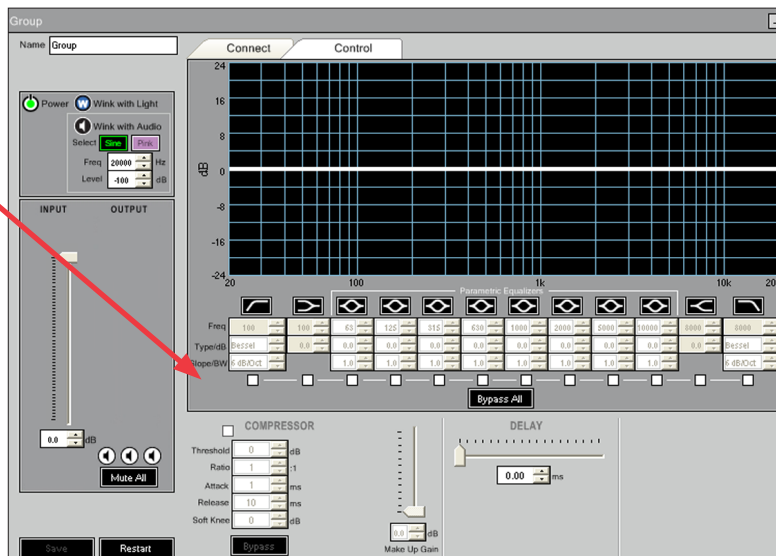 Group
Name Group
Connect Control
Power Wink with Light
Wink with Audio
Select Sine Pink
Freq 20000 Hz
Level -100 dB
INPUT OUTPUT
0.0 dB
Mute All
Save Restart
24
16
8
dB 0
-8
-16
-24
20 100 1k 10k 20
Parametric Equalizers
Freq 100 100 63 125 315 630 1000 2000 5000 10000 8000 8000
Type/dB Bessel 0.0 0.0 0.0 0.0 0.0 0.0 0.0 0.0 0.0 0.0 Bessel
Slope/BW 6 dB/Oct 1.0 1.0 1.0 1.0 1.0 1.0 1.0 1.0 6 dB/Oct
Bypass All
COMPRESSOR
Threshold 0 dB
Ratio 1 :1
Attack 1 ms
Release 10 ms
Soft Knee 0 dB
Bypass
0.0 dB
Make Up Gain
DELAY
0.00 ms